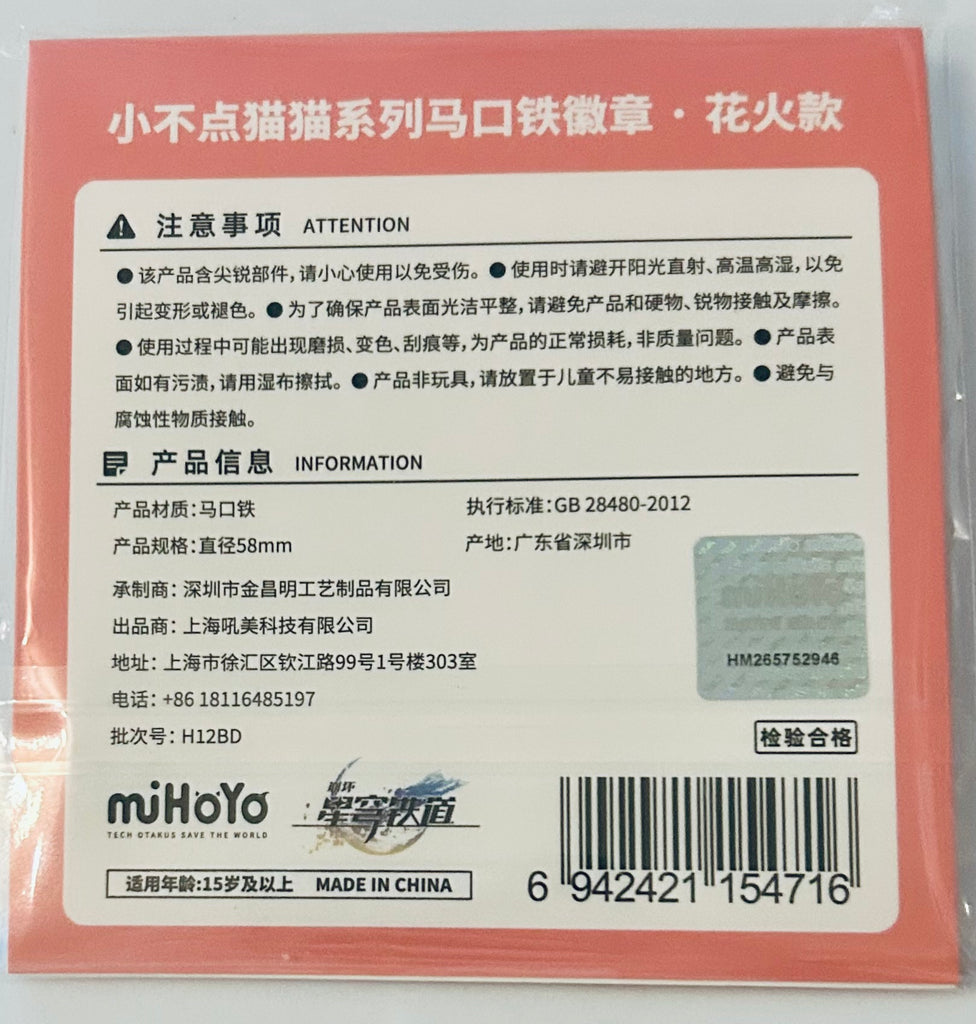 小不点猫猫系列马口铁徽章·花火款
注意事项 ATTENTION
●该产品含尖锐部件，请小心使用以免受伤。●使用时请避开阳光直射、高温高湿，以免
引起变形或褪色。●为了确保产品表面光洁平整，请避免产品和硬物、锐物接触及摩擦。
●使用过程中可能出现磨损、变色、刮痕等，为产品的正常损耗，非质量问题。●产品表
面如有污渍，请用湿布擦拭。●产品非玩具，请放置于儿童不易接触的地方。●避免与
腐蚀性物质接触。
产品信息 INFORMATION
产品材质:马口铁 执行标准:GB 28480-2012
产品规格:直径58mm 产地:广东省深圳市
承制商: 深圳市金昌明工艺制品有限公司
出品商: 上海吼美科技有限公司
地址: 上海市徐汇区钦江路99号1号楼303室
电话: +86 18116485197
批次号: H12BD
HM265752946
检验合格
miHoYo
TECH OTAKUS SAVE THE WORLD
崩坏
星穹铁道
适用年龄:15岁及以上 MADE IN CHINA
6 942421 154716